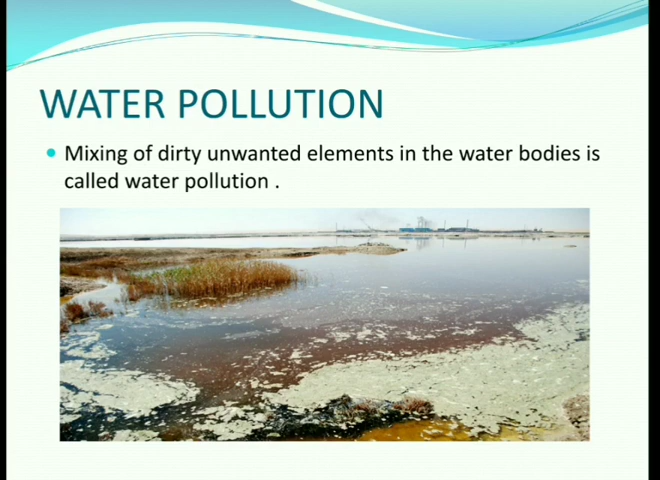 WATER POLLUTION
Mixing of dirty unwanted elements in the water bodies is
called water pollution .